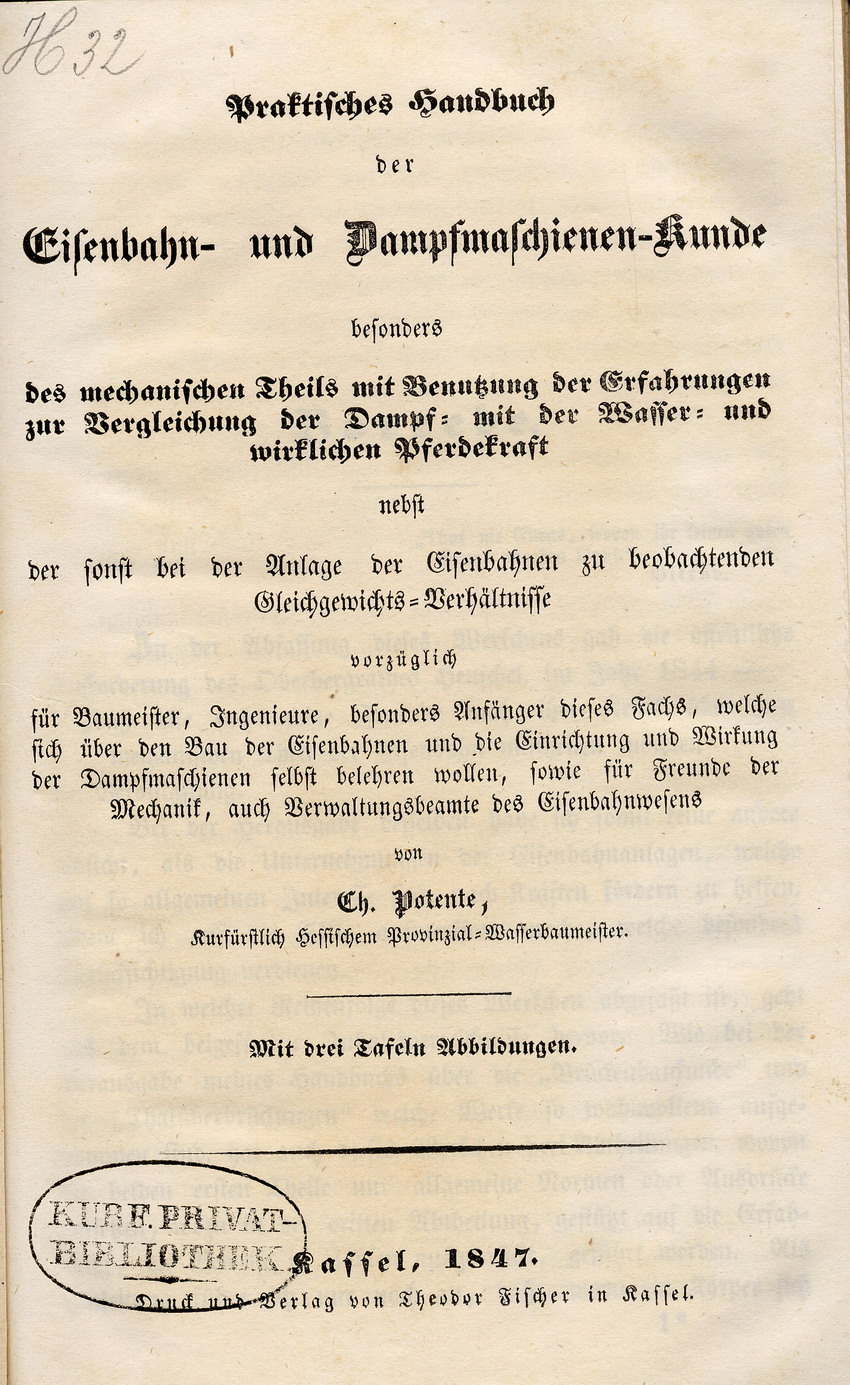 H 32
Praktisches Handbuch
der
Eisenbahn- und Dampfmaschienen-Kunde
besonders
des mechanischen Theils mit Benutzung der Erfahrungen
zur Vergleichung der Dampf- mit der Wasser- und
wirklichen Pferdekraft
nebst
der sonst bei der Anlage der Eisenbahnen zu beobachtenden
Gleichgewichts-Verhältnisse
vorzüglich
für Baumeister, Ingenieure, besonders Anfänger dieses Fachs, welche
sich über den Bau der Eisenbahnen und die Einrichtung und Wirkung
der Dampfmaschienen selbst belehren wollen, sowie für Freunde der
Mechanik, auch Verwaltungsbeamte des Eisenbahnwesens
von
Ch. Potente,
Kurfürstlich Hessischem Provinzial-Wasserbaumeister.
Mit drei Tafeln Abbildungen.
KURF. PRIVAT-
BIBLIOTHEK
Kassel, 1847.
Druck und Verlag von Theodor Fischer in Kassel.